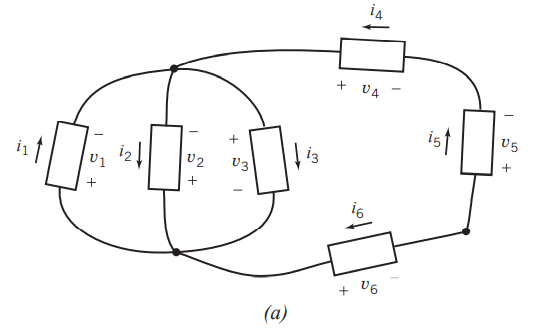 i4
+ v4 −
i1
− v1 +
i2
− v2 +
+ v3 −
i3
i5
− v5 +
i6
+ v6 −
(a)